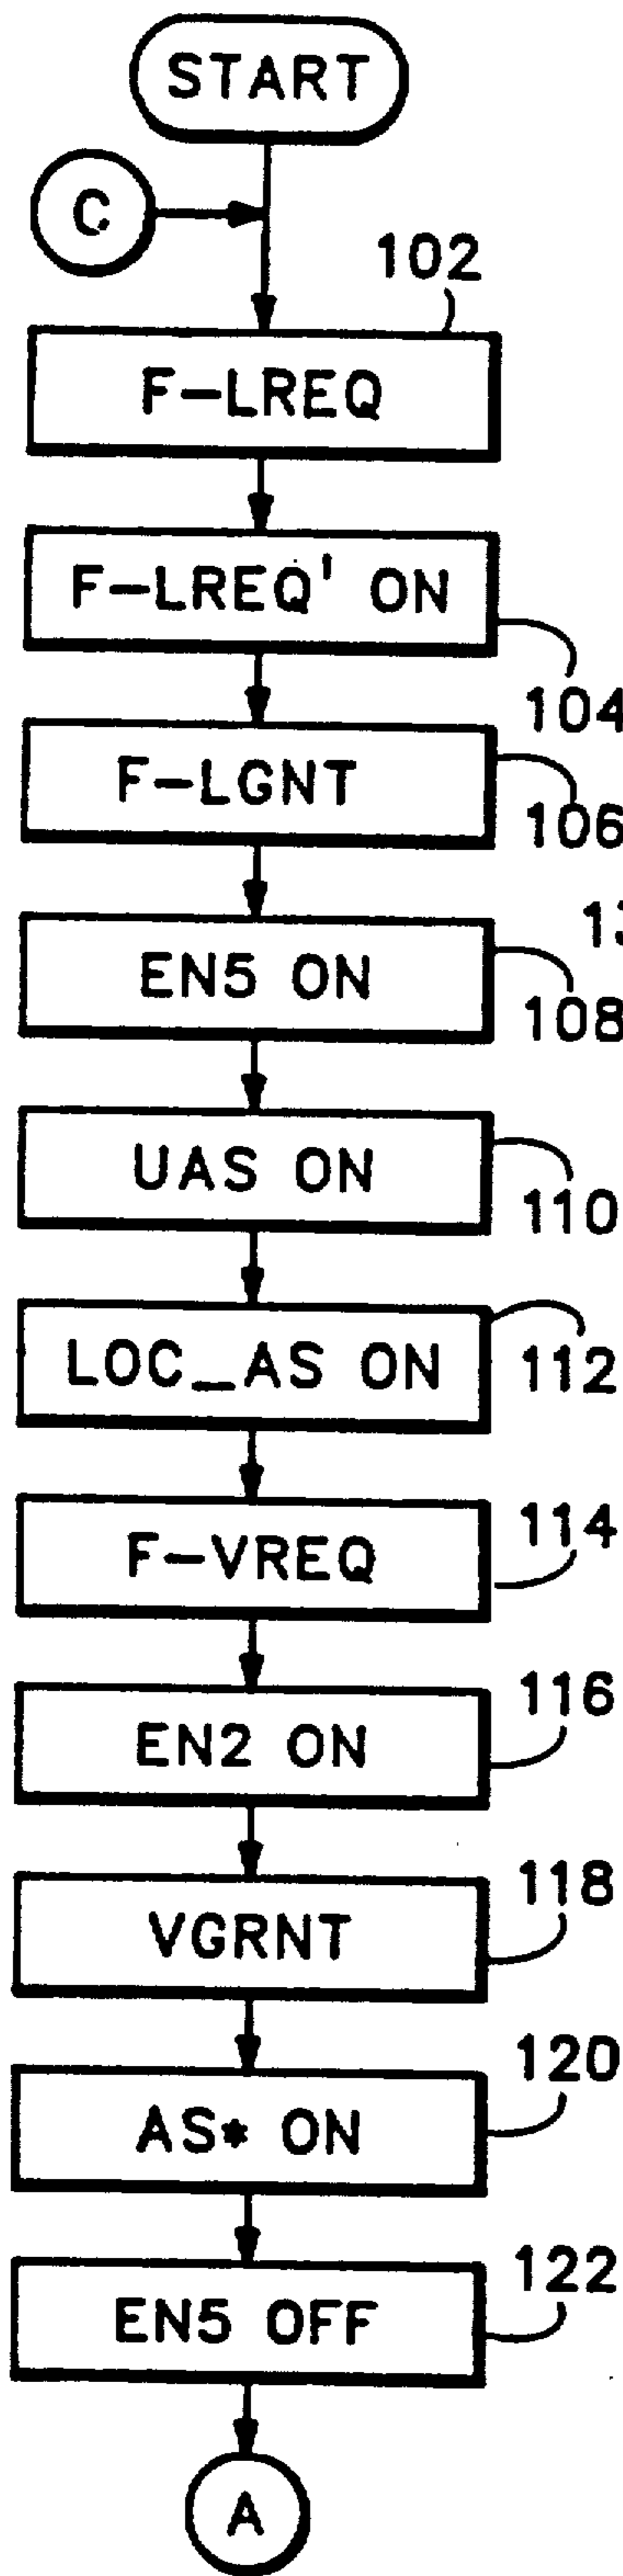 START
C
102
F-LREQ
F-LREQ' ON
104
F-LGNT
106
EN5 ON
108
UAS ON
110
LOC_AS ON
112
F-VREQ
114
EN2 ON
116
VGRNT
118
AS* ON
120
EN5 OFF
122
A